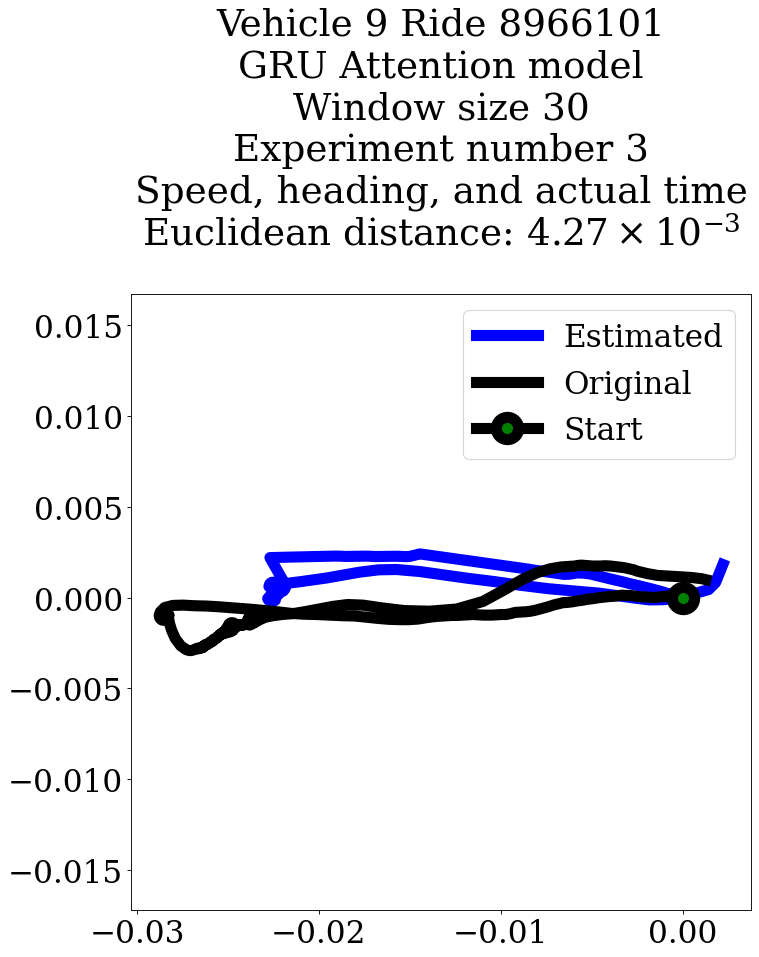 Vehicle 9 Ride 8966101
GRU Attention model
Window size 30
Experiment number 3
Speed, heading, and actual time
Euclidean distance: 4.27 × 10⁻³
Estimated
Original
Start
0.015
0.010
0.005
0.000
−0.005
−0.010
−0.015
−0.03
−0.02
−0.01
0.00